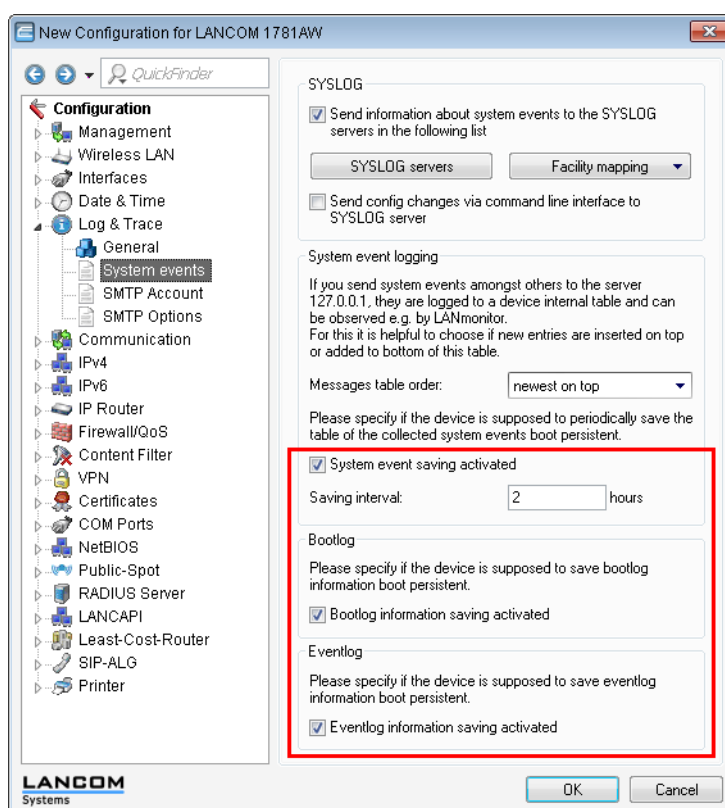 New Configuration for LANCOM 1781AW
QuickFinder
Configuration
Management
Wireless LAN
Interfaces
Date & Time
Log & Trace
General
System events
SMTP Account
SMTP Options
Communication
IPv4
IPv6
IP Router
Firewall/QoS
Content Filter
VPN
Certificates
COM Ports
NetBIOS
Public-Spot
RADIUS Server
LANCAPI
Least-Cost-Router
SIP-ALG
Printer
SYSLOG
Send information about system events to the SYSLOG
servers in the following list
SYSLOG servers
Facility mapping
Send config changes via command line interface to
SYSLOG server
System event logging
If you send system events amongst others to the server
127.0.0.1, they are logged to a device internal table and can
be observed e.g. by LANmonitor.
For this it is helpful to choose if new entries are inserted on top
or added to bottom of this table.
Messages table order: newest on top
Please specify if the device is supposed to periodically save the
table of the collected system events boot persistent.
System event saving activated
Saving interval: 2 hours
Bootlog
Please specify if the device is supposed to save bootlog
information boot persistent.
Bootlog information saving activated
Eventlog
Please specify if the device is supposed to save eventlog
information boot persistent.
Eventlog information saving activated
LANCOM
Systems
OK
Cancel